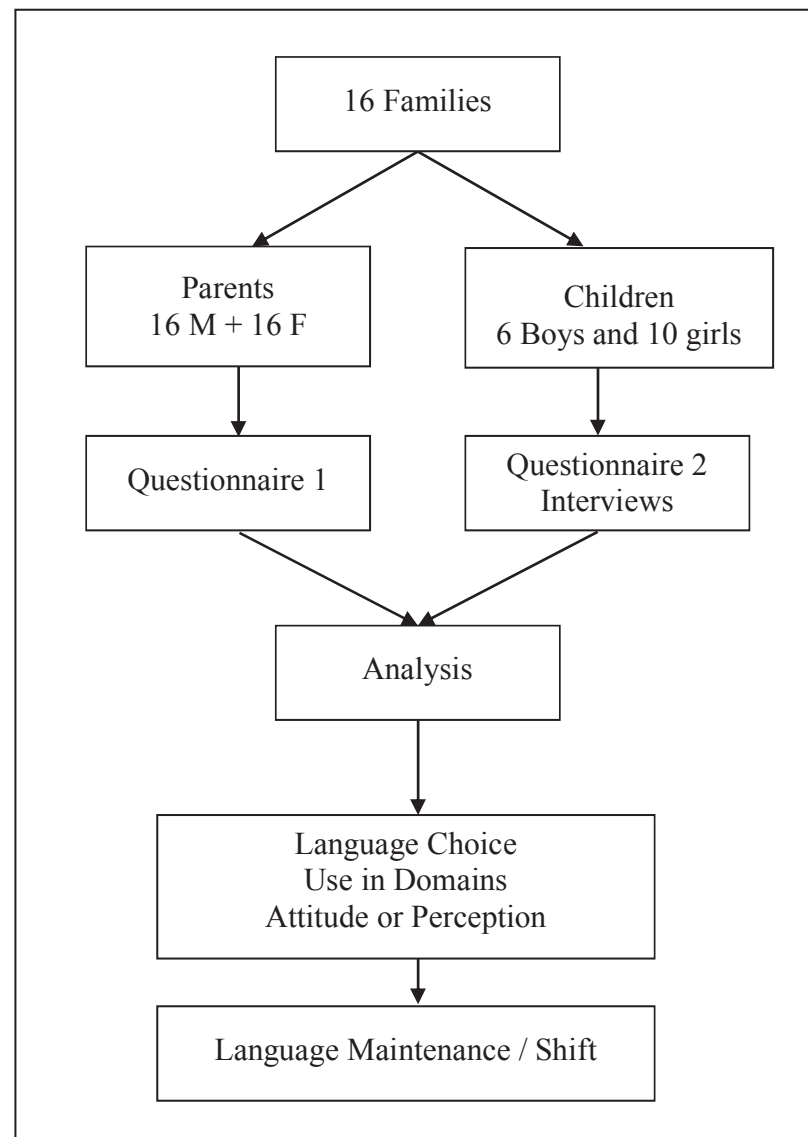 16 Families
Parents
16 M + 16 F
Children
6 Boys and 10 girls
Questionnaire 1
Questionnaire 2
Interviews
Analysis
Language Choice
Use in Domains
Attitude or Perception
Language Maintenance / Shift